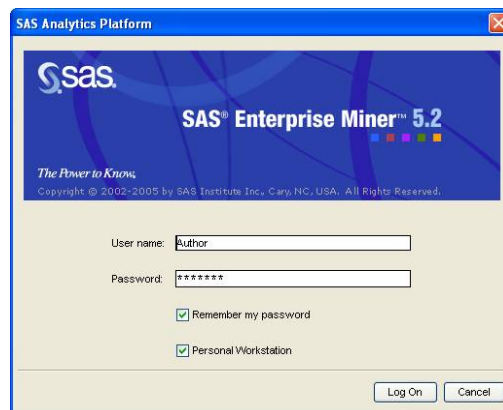 SAS Analytics Platform
sas.
SAS® Enterprise Miner™ 5.2
The Power to Know®
Copyright © 2002-2005 by SAS Institute Inc., Cary, NC, USA. All Rights Reserved.
User name: Author
Password: *******
Remember my password
Personal Workstation
Log On Cancel